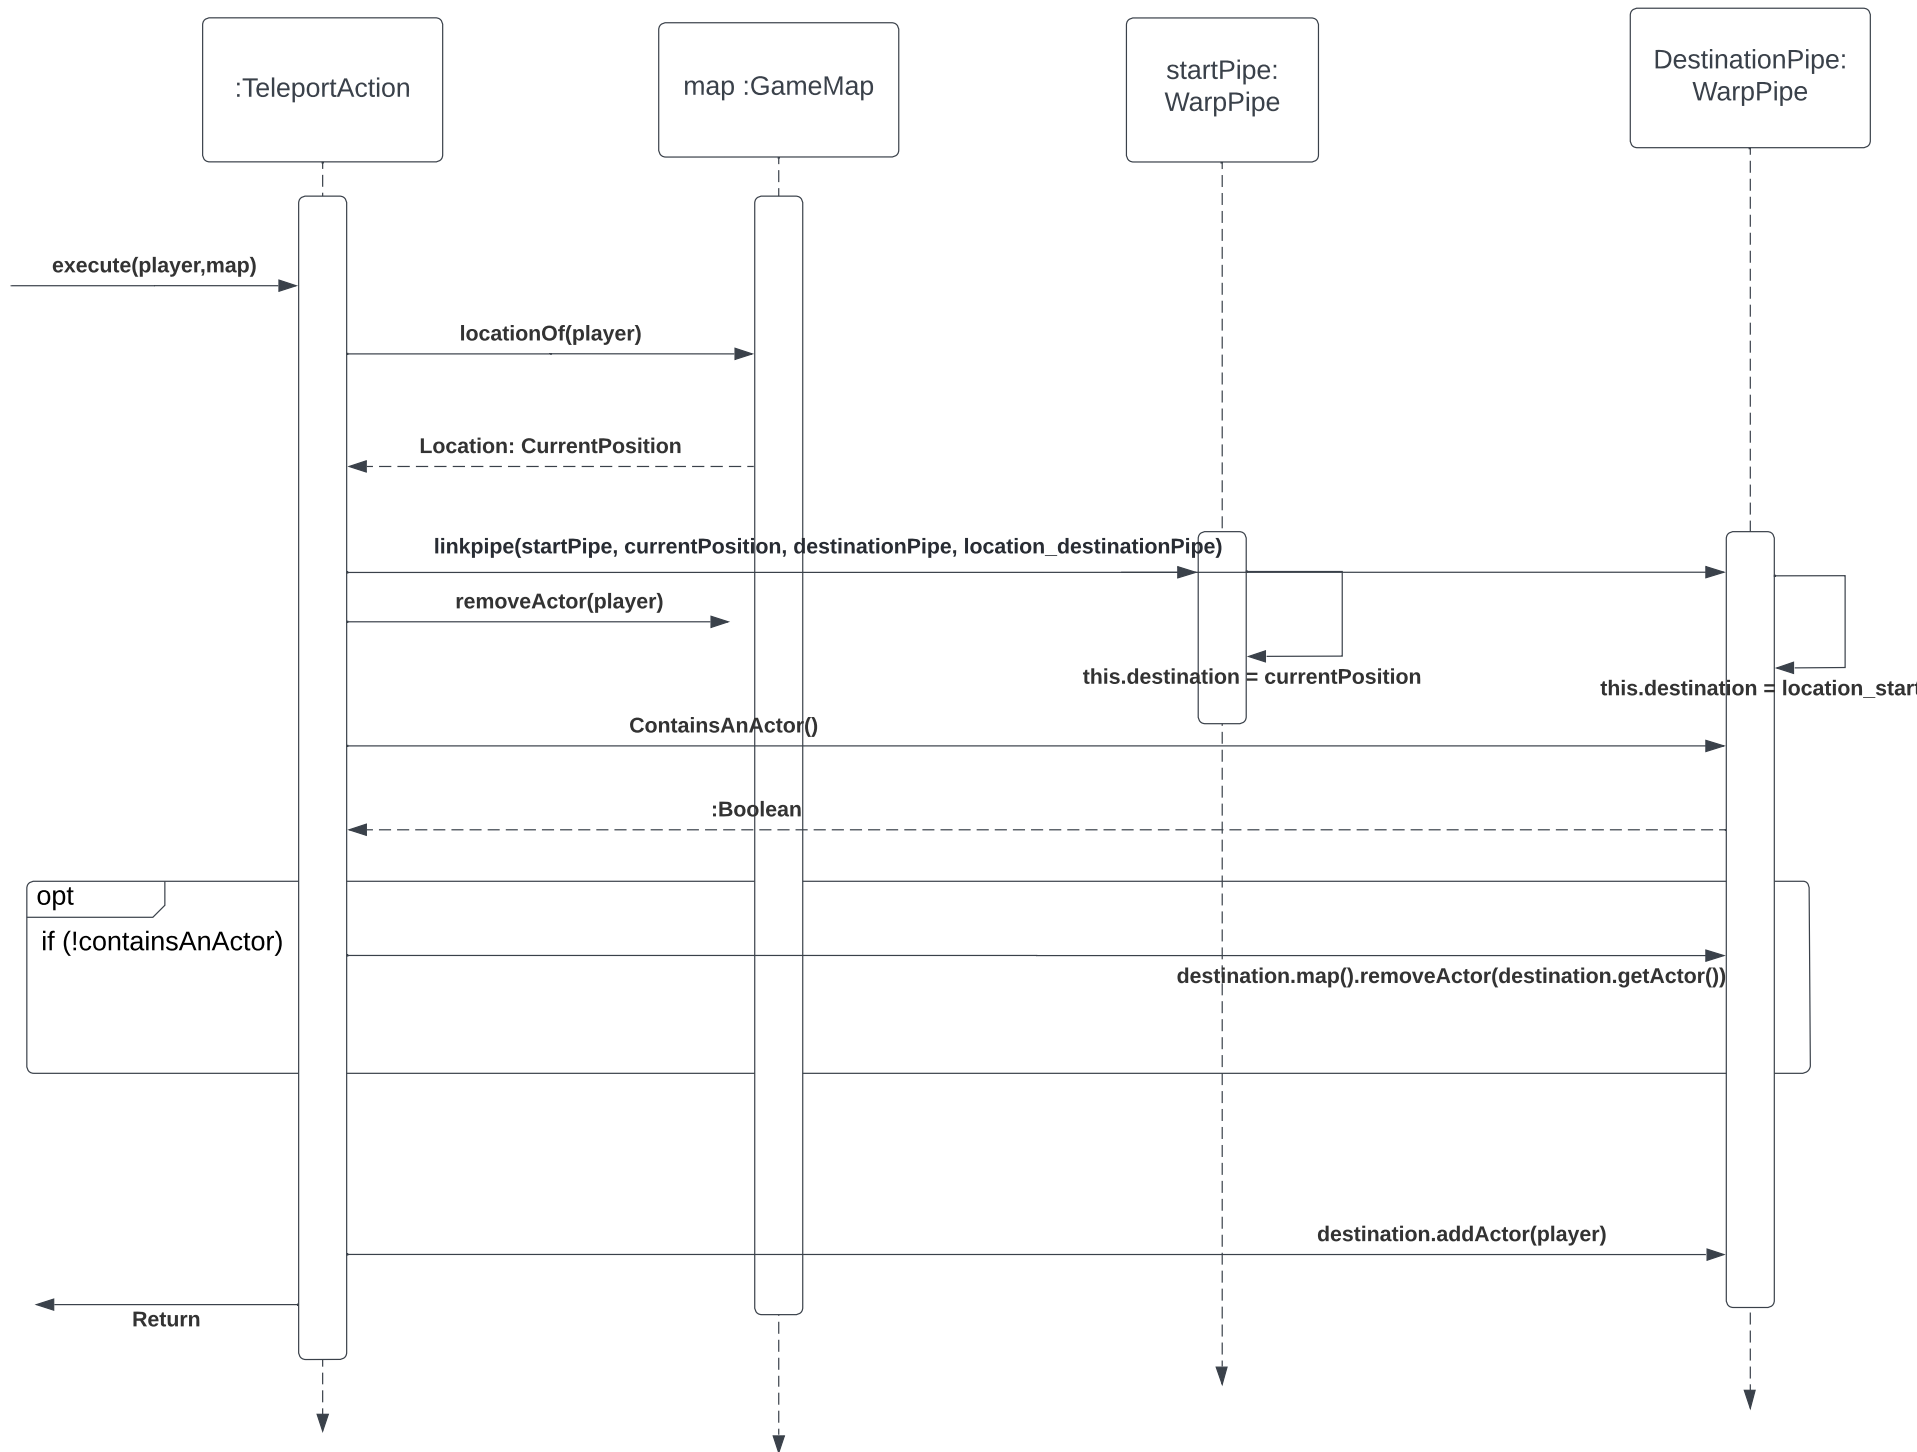 :TeleportAction
map :GameMap
startPipe:
WarpPipe
DestinationPipe:
WarpPipe
execute(player,map)
locationOf(player)
Location: CurrentPosition
linkpipe(startPipe, currentPosition, destinationPipe, location_destinationPipe)
removeActor(player)
this.destination = currentPosition
this.destination = location_start
ContainsAnActor()
:Boolean
opt
if (!containsAnActor)
destination.map().removeActor(destination.getActor())
destination.addActor(player)
Return